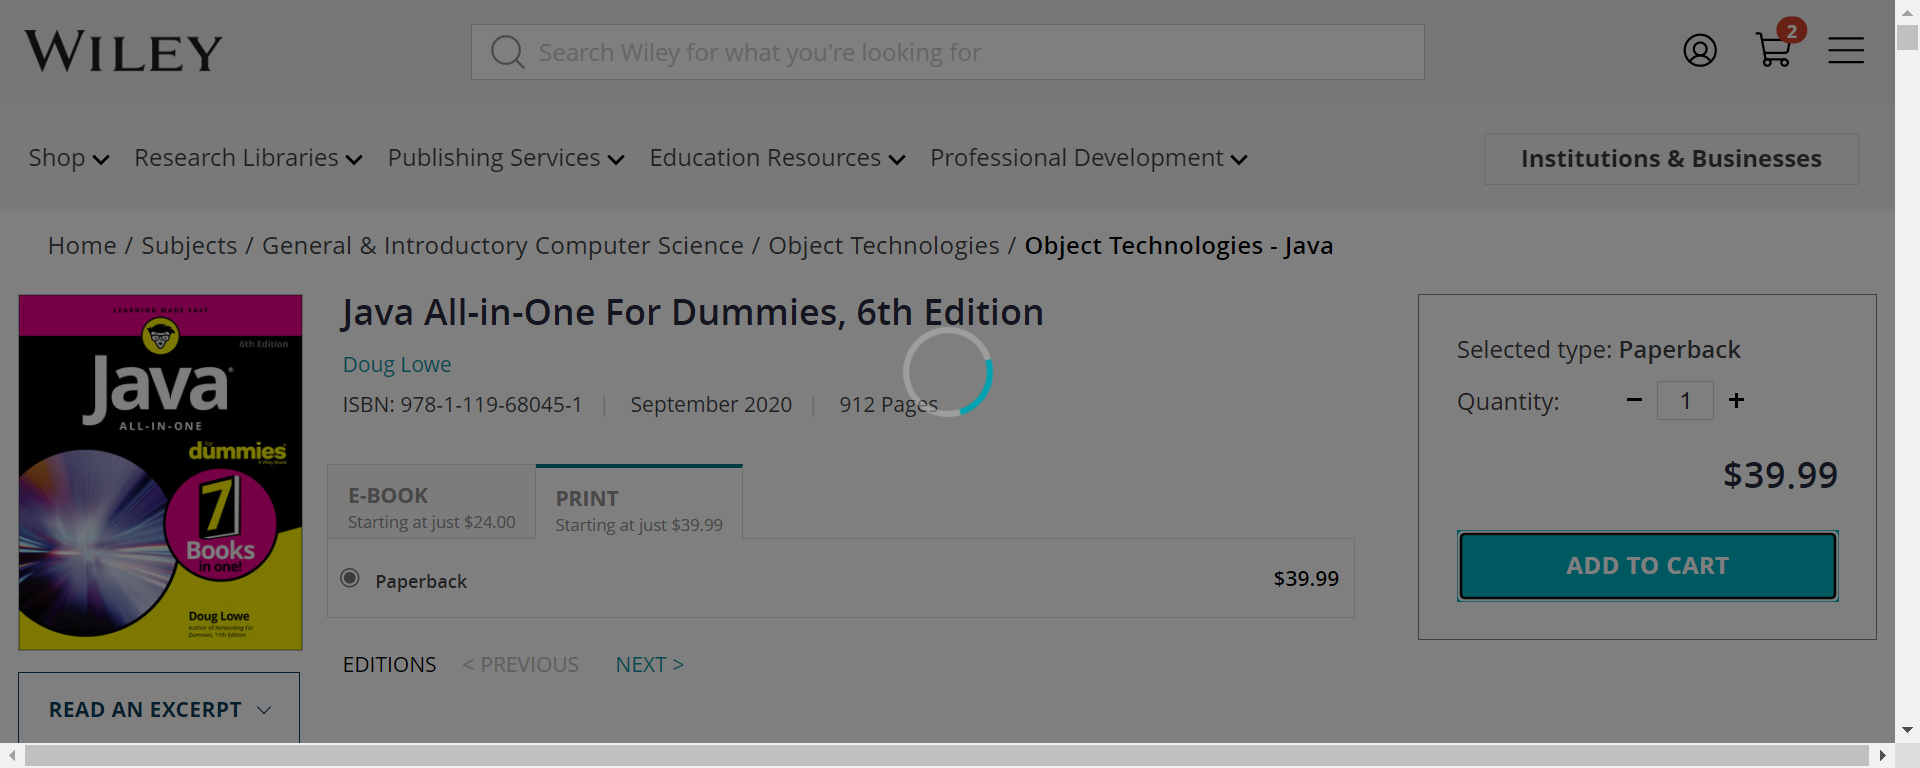 WILEY
Search Wiley for what you're looking for
2
Shop
Research Libraries
Publishing Services
Education Resources
Professional Development
Institutions & Businesses
Home / Subjects / General & Introductory Computer Science / Object Technologies / Object Technologies - Java
LEARNING MADE EASY
6th Edition
Java®
ALL-IN-ONE
for
dummies
A Wiley Brand
7
Books
in one!
Doug Lowe
Author of Networking For
Dummies, 11th Edition
READ AN EXCERPT
Java All-in-One For Dummies, 6th Edition
Doug Lowe
ISBN: 978-1-119-68045-1 | September 2020 | 912 Pages
E-BOOK
Starting at just $24.00
PRINT
Starting at just $39.99
Paperback
$39.99
EDITIONS < PREVIOUS NEXT >
Selected type: Paperback
Quantity: - 1 +
$39.99
ADD TO CART